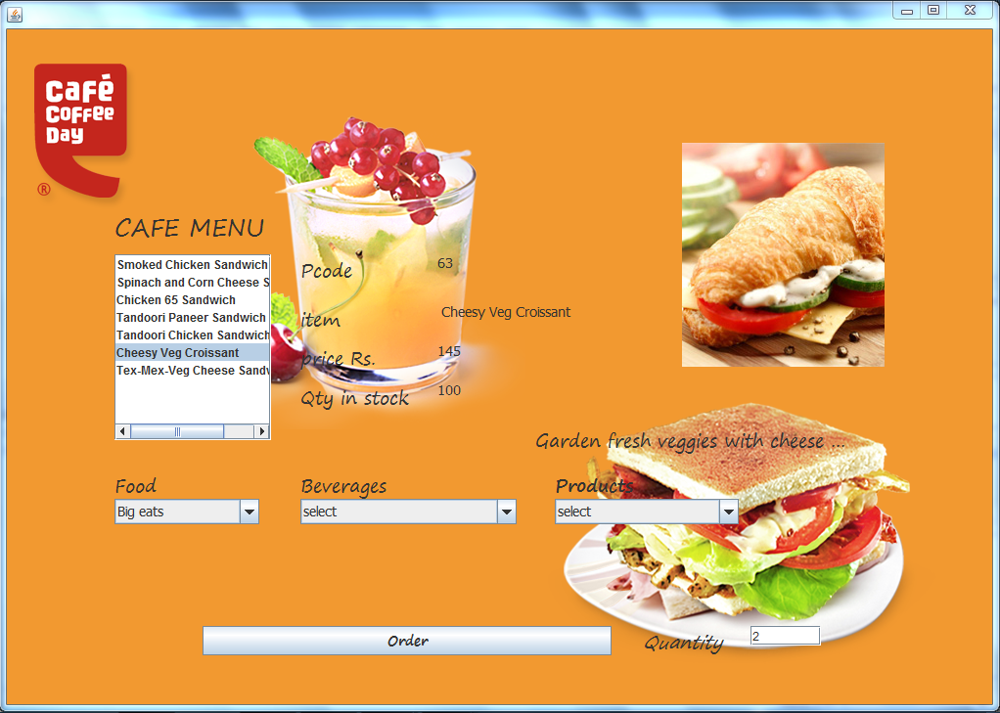 Café
Coffee
Day
®
CAFE MENU
Smoked Chicken Sandwich
Spinach and Corn Cheese S
Chicken 65 Sandwich
Tandoori Paneer Sandwich
Tandoori Chicken Sandwich
Cheesy Veg Croissant
Tex-Mex-Veg Cheese Sandv
Pcode 63
item Cheesy Veg Croissant
price Rs. 145
Qty in stock 100
Garden fresh veggies with cheese ...
Food Beverages Products
Big eats select select
Order Quantity 2